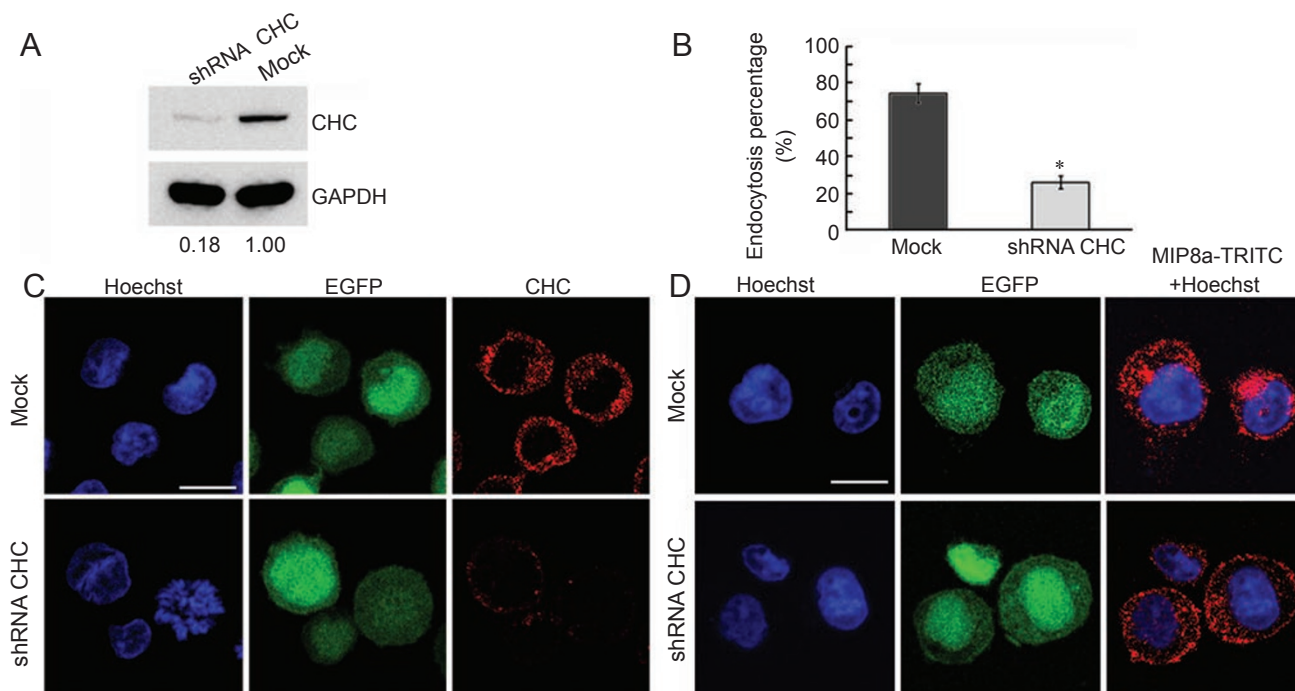 A
shRNA CHC
Mock
CHC
GAPDH
0.18 1.00
B
Endocytosis percentage
(%)
100
80
60
40
20
0
*
Mock shRNA CHC
C
Hoechst EGFP CHC
Mock
shRNA CHC
D
Hoechst EGFP MIP8a-TRITC
+Hoechst
Mock
shRNA CHC